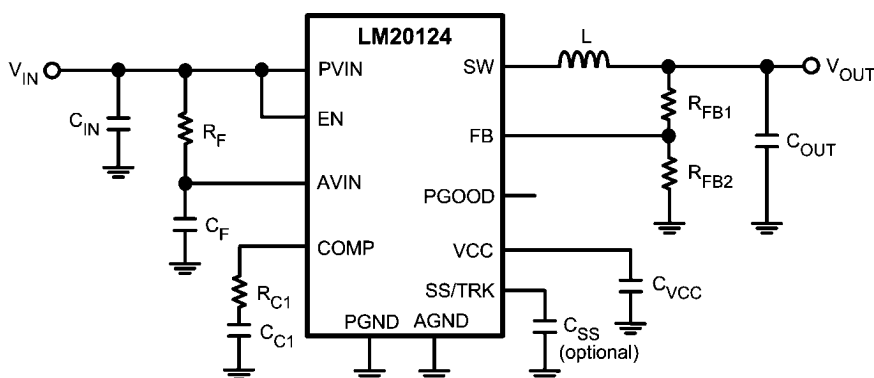 LM20124
V_IN
C_IN
R_F
C_F
PVIN
EN
AVIN
COMP
R_C1
C_C1
PGND
AGND
SW
FB
PGOOD
VCC
SS/TRK
L
R_FB1
R_FB2
C_OUT
V_OUT
C_VCC
C_SS
(optional)